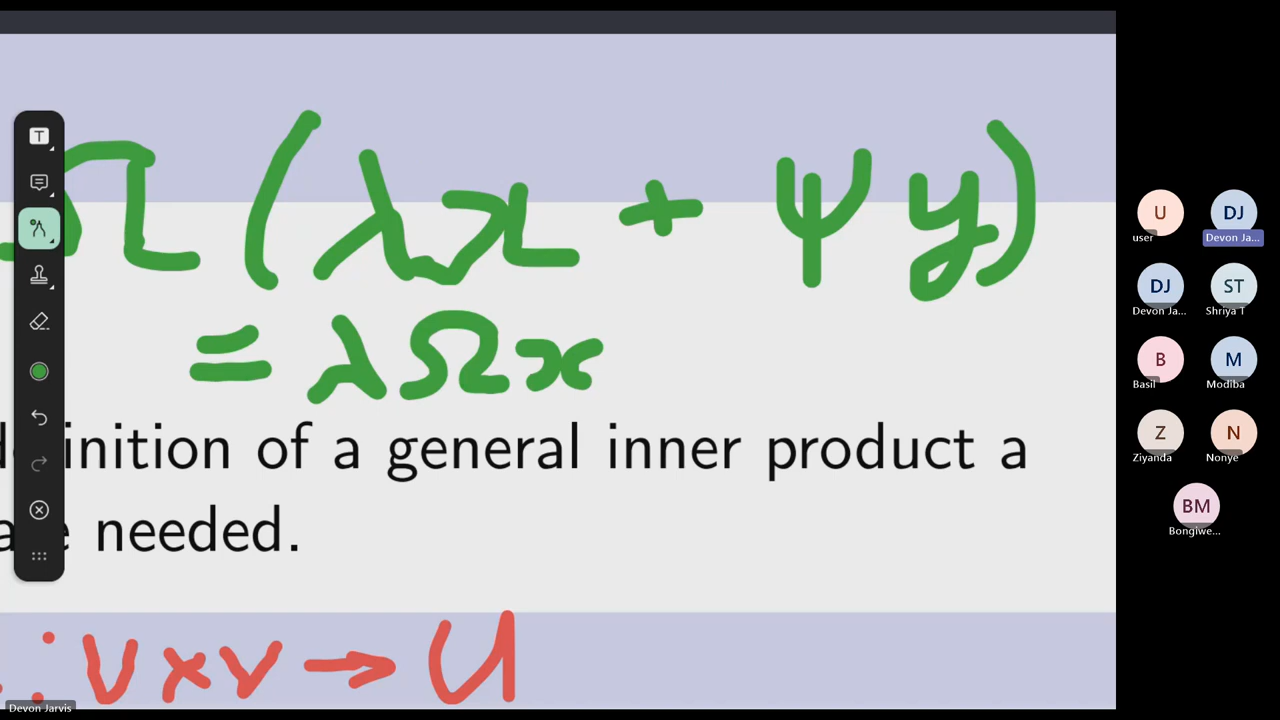 Ω(λx + ψy)
= λΩx
inition of a general inner product a
needed.
: V × V → U
T
U
user
DJ
Devon Ja...
DJ
Devon Ja...
ST
Shriya T
B
Basil
M
Modiba
Z
Ziyanda
N
Nonye
BM
Bongiwe...
Devon Jarvis